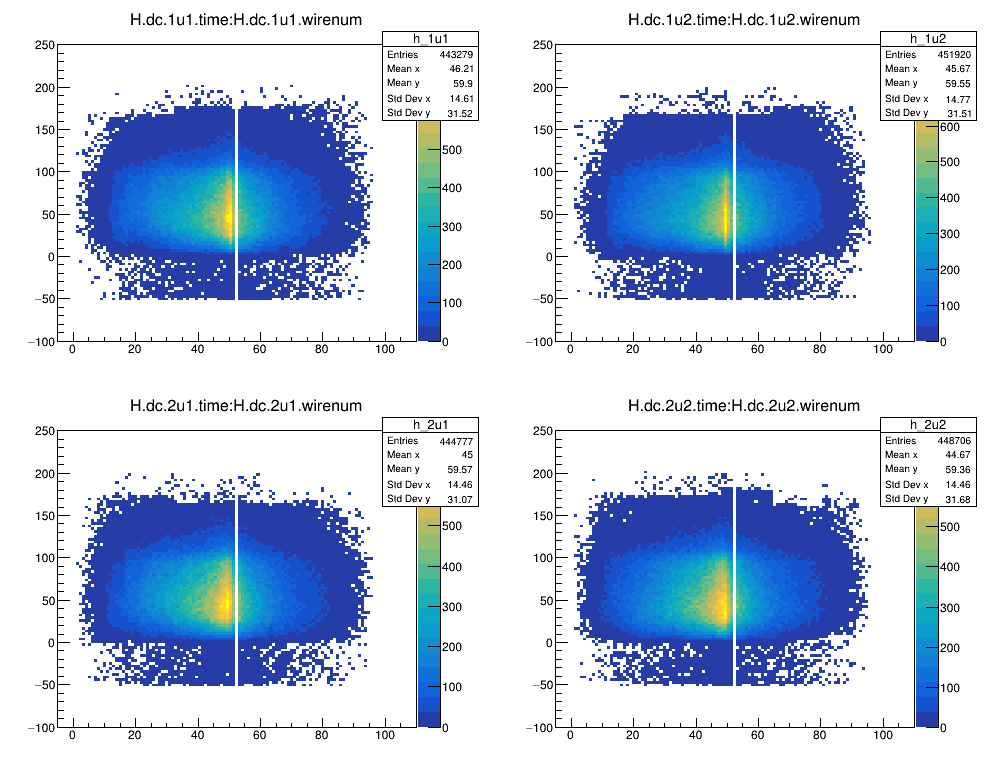 H.dc.1u1.time:H.dc.1u1.wirenum
h_1u1
Entries 443279
Mean x 46.21
Mean y 59.9
Std Dev x 14.61
Std Dev y 31.52
250
200
150
100
50
0
−50
−100
0 20 40 60 80 100
500
400
300
200
100
0
H.dc.1u2.time:H.dc.1u2.wirenum
h_1u2
Entries 451920
Mean x 45.67
Mean y 59.55
Std Dev x 14.77
Std Dev y 31.51
250
200
150
100
50
0
−50
−100
0 20 40 60 80 100
600
500
400
300
200
100
0
H.dc.2u1.time:H.dc.2u1.wirenum
h_2u1
Entries 444777
Mean x 45
Mean y 59.57
Std Dev x 14.46
Std Dev y 31.07
250
200
150
100
50
0
−50
−100
0 20 40 60 80 100
500
400
300
200
100
0
H.dc.2u2.time:H.dc.2u2.wirenum
h_2u2
Entries 448706
Mean x 44.67
Mean y 59.36
Std Dev x 14.46
Std Dev y 31.68
250
200
150
100
50
0
−50
−100
0 20 40 60 80 100
500
400
300
200
100
0